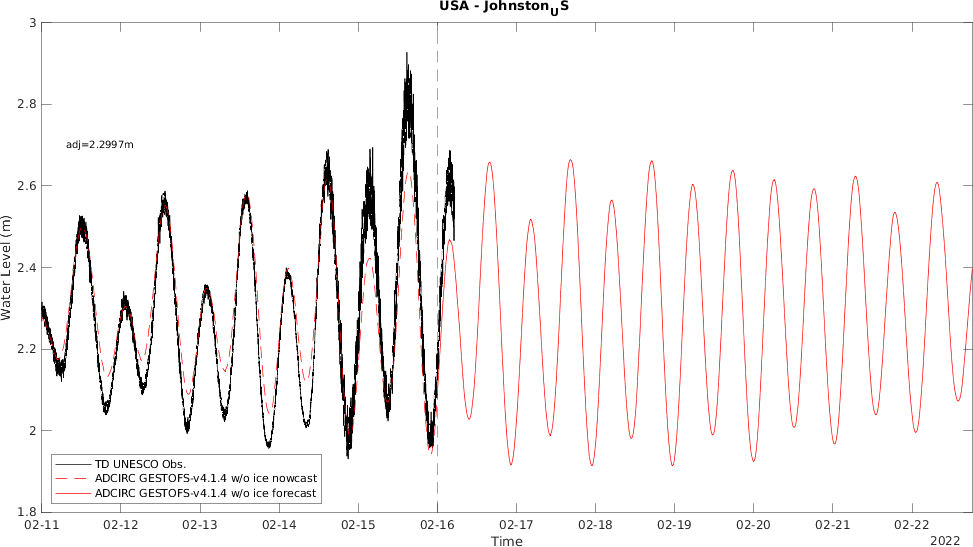 USA - Johnston_US
3
2.8
2.6
2.4
2.2
2
1.8
Water Level (m)
adj=2.2997m
TD UNESCO Obs.
ADCIRC GESTOFS-v4.1.4 w/o ice nowcast
ADCIRC GESTOFS-v4.1.4 w/o ice forecast
02-11 02-12 02-13 02-14 02-15 02-16 02-17 02-18 02-19 02-20 02-21 02-22
Time
2022